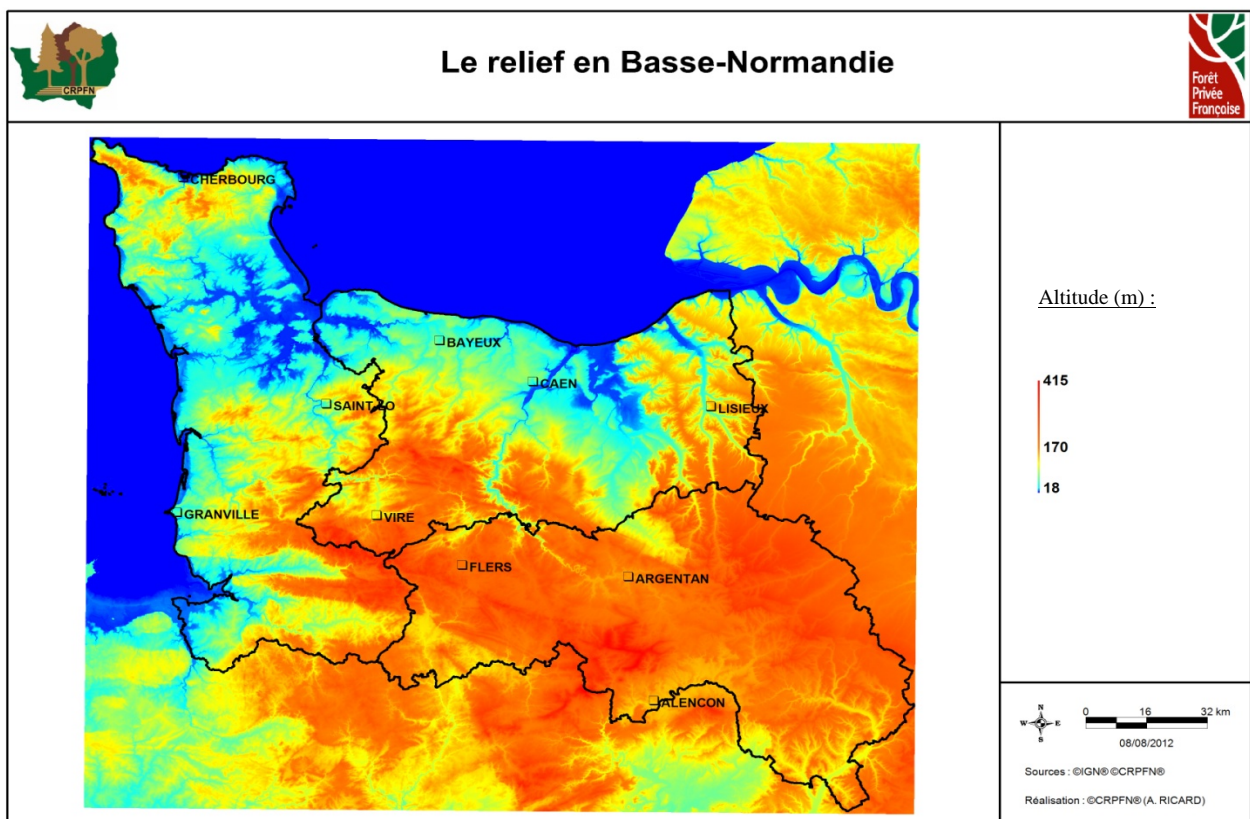 CRPFN
Le relief en Basse-Normandie
Forêt
Privée
Française
CHERBOURG
BAYEUX
CAEN
SAINT-LO
LISIEUX
GRANVILLE
VIRE
FLERS
ARGENTAN
ALENCON
Altitude (m) :
415
170
18
N
W E
S
0 16 32 km
08/08/2012
Sources : ©IGN® ©CRPFN®
Réalisation : ©CRPFN® (A. RICARD)